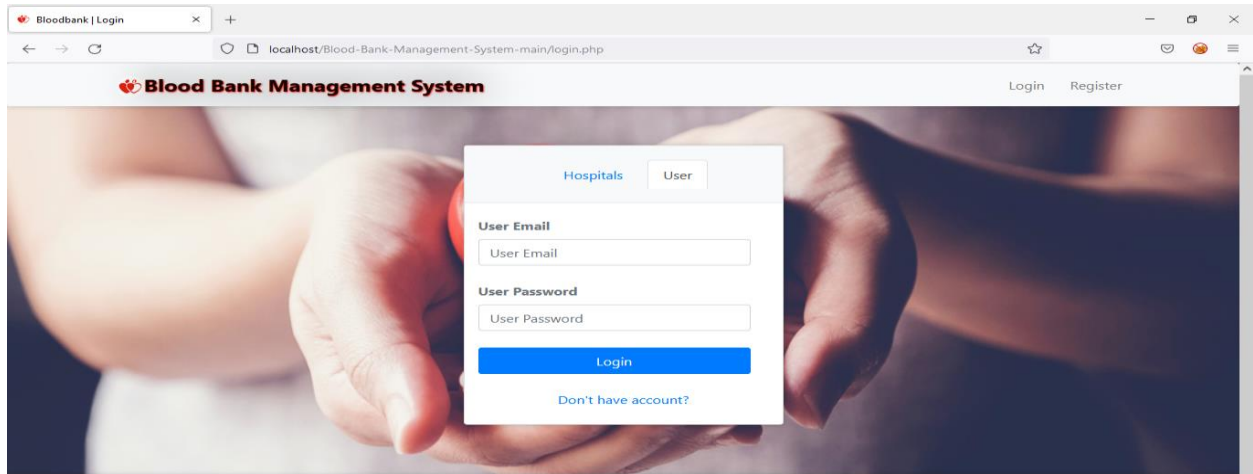 Bloodbank | Login
localhost/Blood-Bank-Management-System-main/login.php
Blood Bank Management System
Login Register
Hospitals User
User Email
User Email
User Password
User Password
Login
Don't have account?